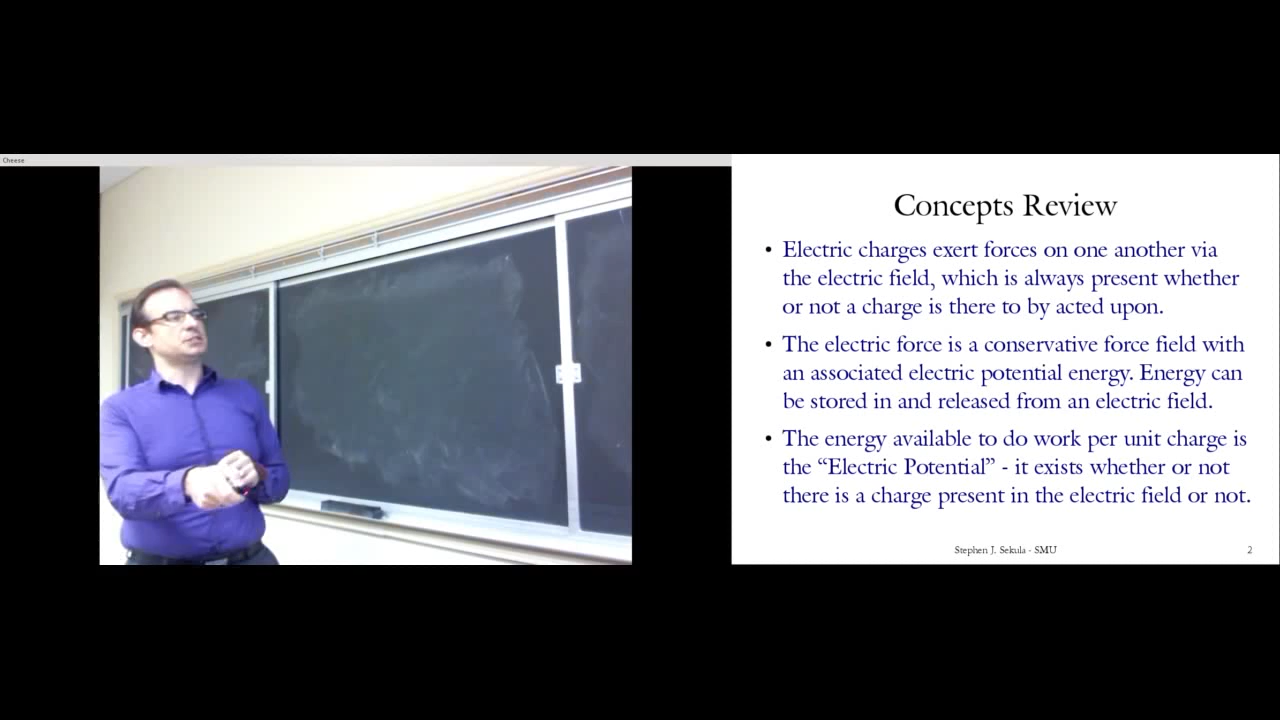 Cheese
Concepts Review
• Electric charges exert forces on one another via
the electric field, which is always present whether
or not a charge is there to by acted upon.
• The electric force is a conservative force field with
an associated electric potential energy. Energy can
be stored in and released from an electric field.
• The energy available to do work per unit charge is
the “Electric Potential” - it exists whether or not
there is a charge present in the electric field or not.
Stephen J. Sekula - SMU
2